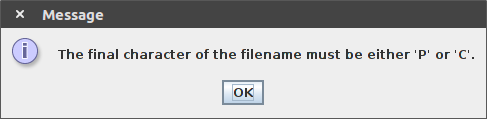 Message
The final character of the filename must be either 'P' or 'C'.
OK